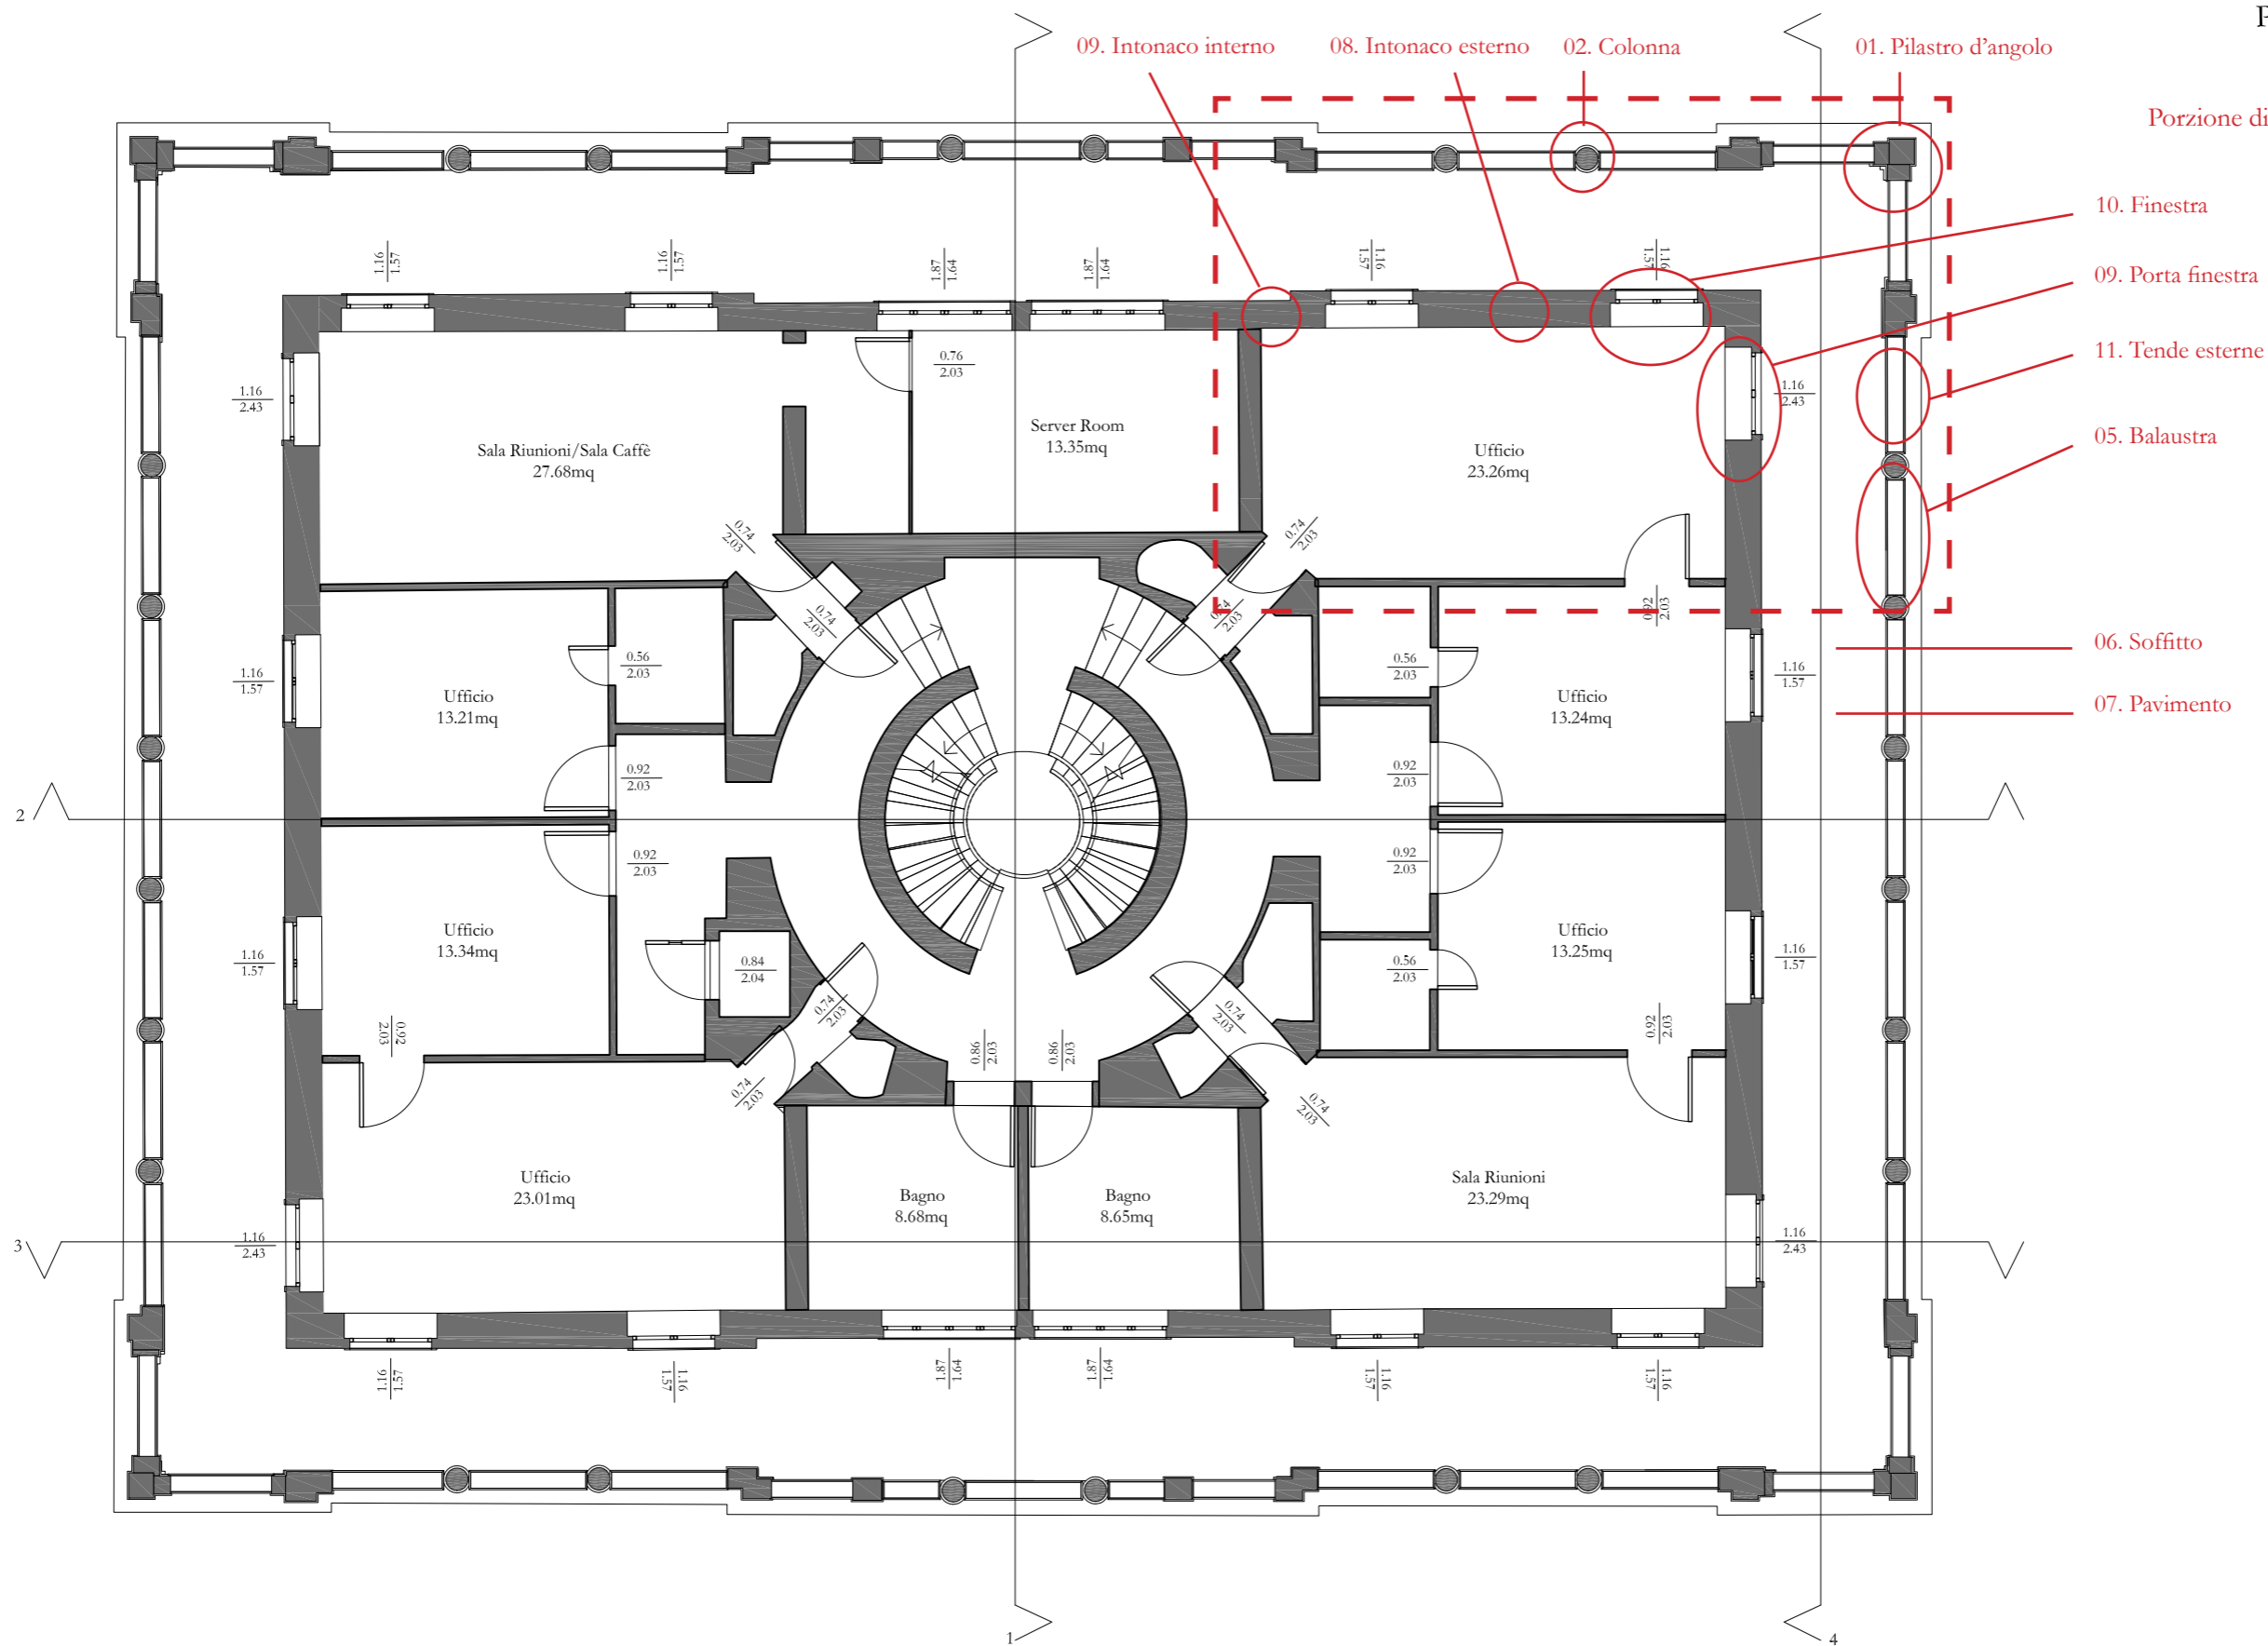 P
09. Intonaco interno
08. Intonaco esterno
02. Colonna
01. Pilastro d'angolo
Porzione di
10. Finestra
09. Porta finestra
11. Tende esterne
05. Balaustra
06. Soffitto
07. Pavimento
1.16
1.57
1.16
1.57
1.87
1.64
1.87
1.64
1.16
1.57
1.16
1.57
1.16
2.43
0.76
2.03
1.16
2.43
Sala Riunioni/Sala Caffè
27.68mq
Server Room
13.35mq
Ufficio
23.26mq
0.74
2.03
0.74
2.03
0.74
2.03
0.74
2.03
0.92
2.03
1.16
1.57
0.56
2.03
0.56
2.03
1.16
1.57
Ufficio
13.21mq
Ufficio
13.24mq
0.92
2.03
0.92
2.03
2
0.92
2.03
0.92
2.03
Ufficio
13.34mq
Ufficio
13.25mq
1.16
1.57
0.84
2.04
0.56
2.03
1.16
1.57
0.74
2.03
0.74
2.03
0.92
2.03
0.86
2.03
0.86
2.03
0.92
2.03
0.74
2.03
0.74
2.03
Ufficio
23.01mq
Bagno
8.68mq
Bagno
8.65mq
Sala Riunioni
23.29mq
3
1.16
2.43
1.16
2.43
1.16
1.57
1.16
1.57
1.87
1.64
1.87
1.64
1.16
1.57
1.16
1.57
1
4